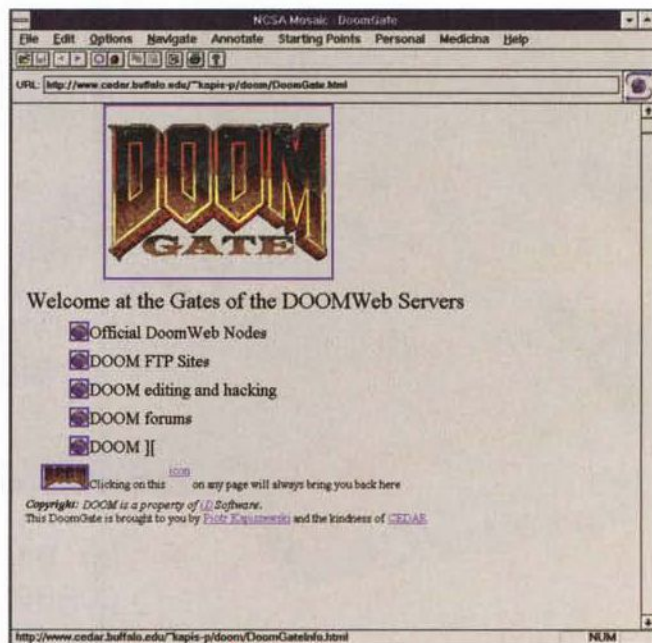 NCSA Mosaic - DoomGate
File Edit Options Navigate Annotate Starting Points Personal Medicina Help
URL: http://www.cedar.buffalo.edu/~kapis-p/doom/DoomGate.html
DOOM
GATE
Welcome at the Gates of the DOOMWeb Servers
Official DoomWeb Nodes
DOOM FTP Sites
DOOM editing and hacking
DOOM forums
DOOM ][
DOOM Clicking on this icon on any page will always bring you back here
Copyright: DOOM is a property of iD Software.
This DoomGate is brought to you by Piotr Kapiszewski and the kindness of CEDAR
http://www.cedar.buffalo.edu/~kapis-p/doom/DoomGateInfo.html NUM